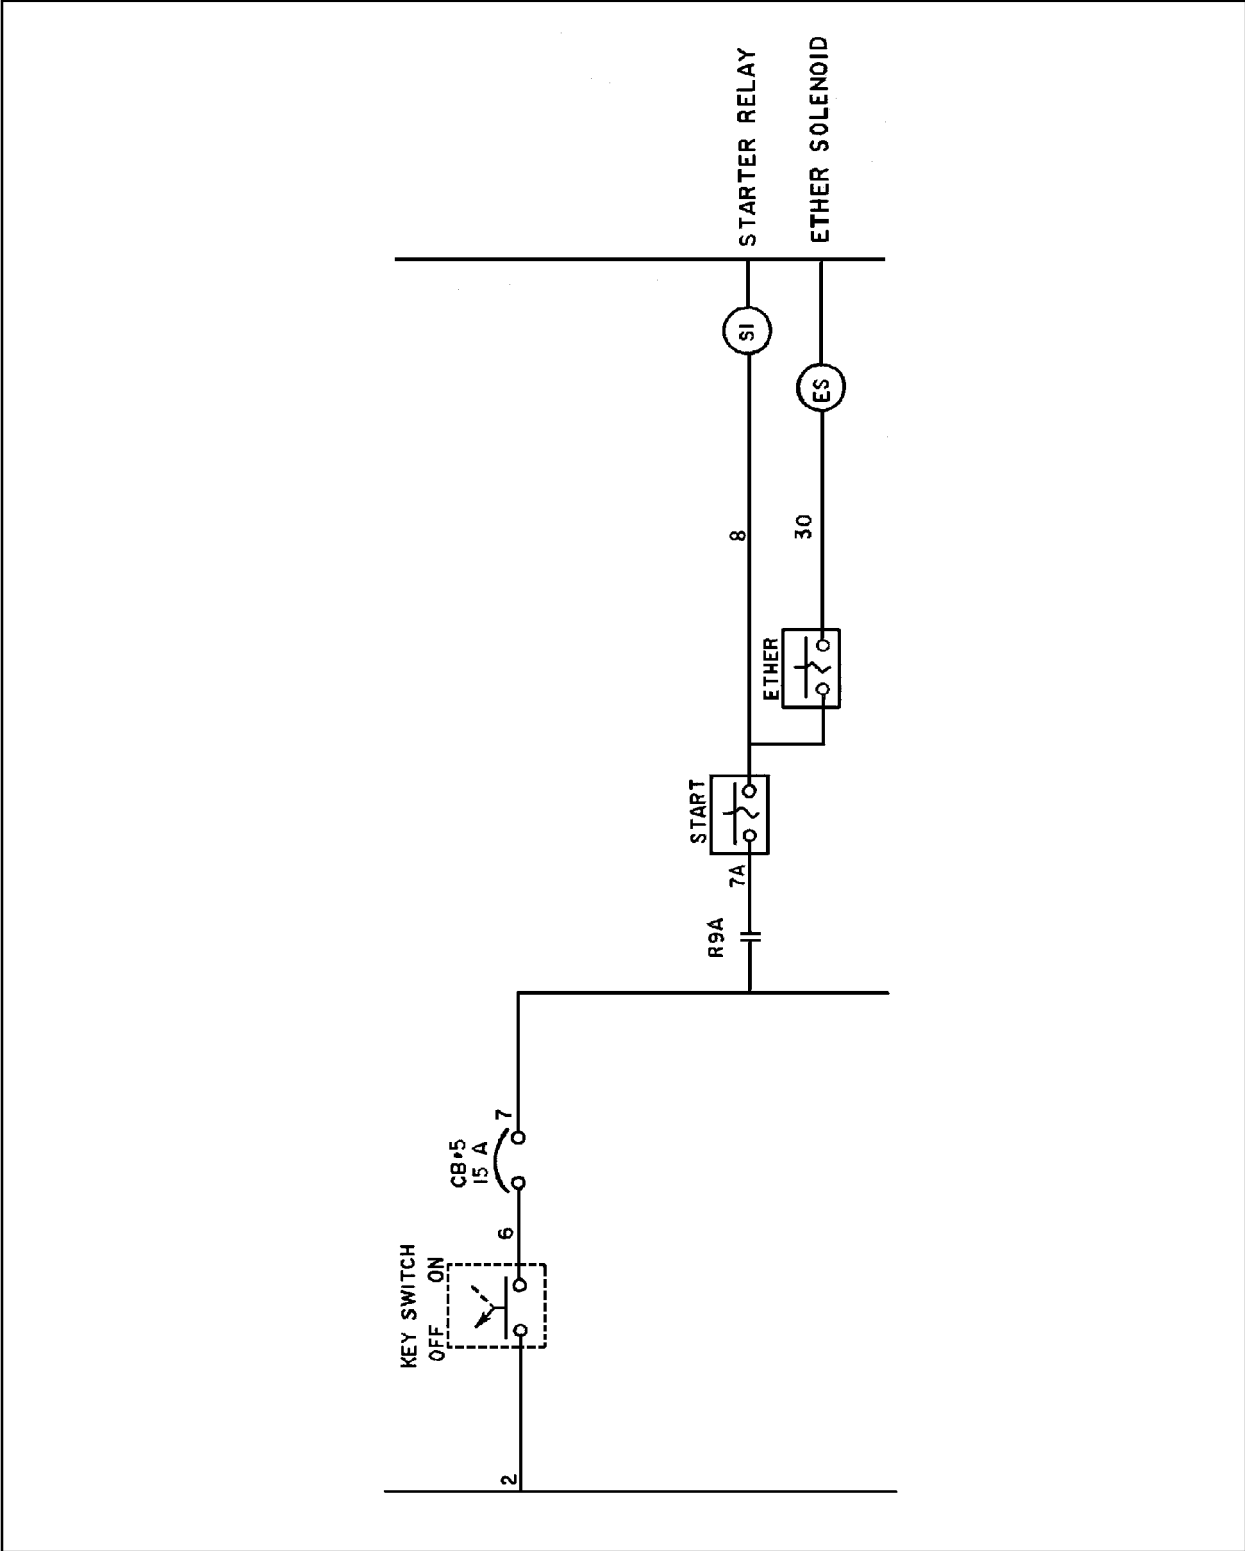 KEY SWITCH
OFF ON
2
6
CB#5
15 A
7
R9A
7A
START
ETHER
8
30
S1
ES
STARTER RELAY
ETHER SOLENOID